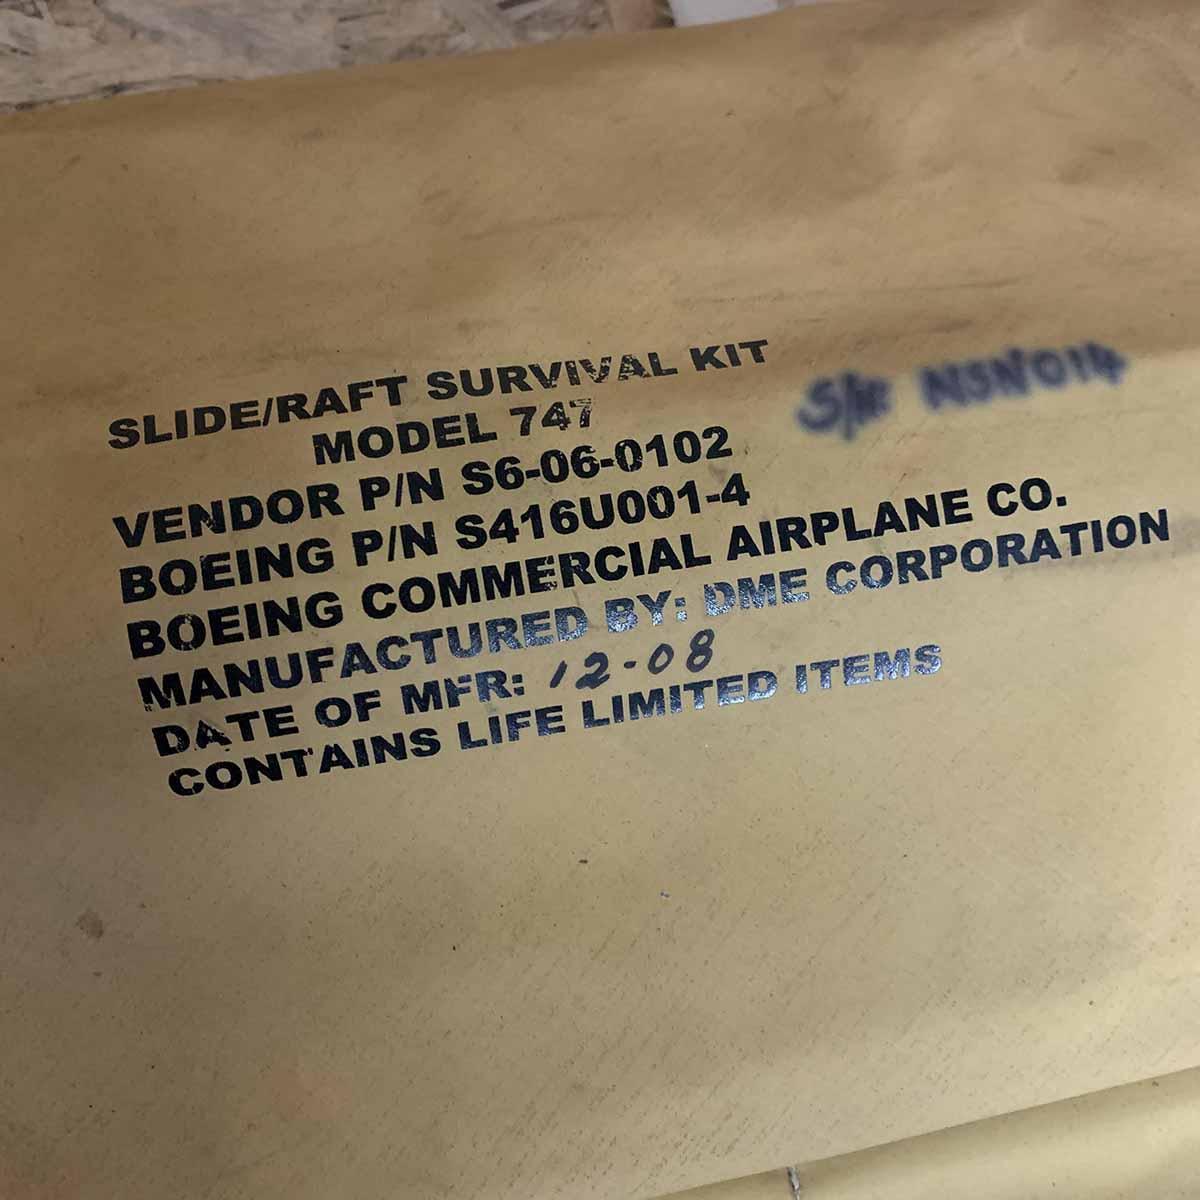 SLIDE/RAFT SURVIVAL KIT
MODEL 747
S/N NSN014
VENDOR P/N S6-06-0102
BOEING P/N S416U001-4
BOEING COMMERCIAL AIRPLANE CO.
MANUFACTURED BY: DME CORPORATION
DATE OF MFR: 12-08
CONTAINS LIFE LIMITED ITEMS